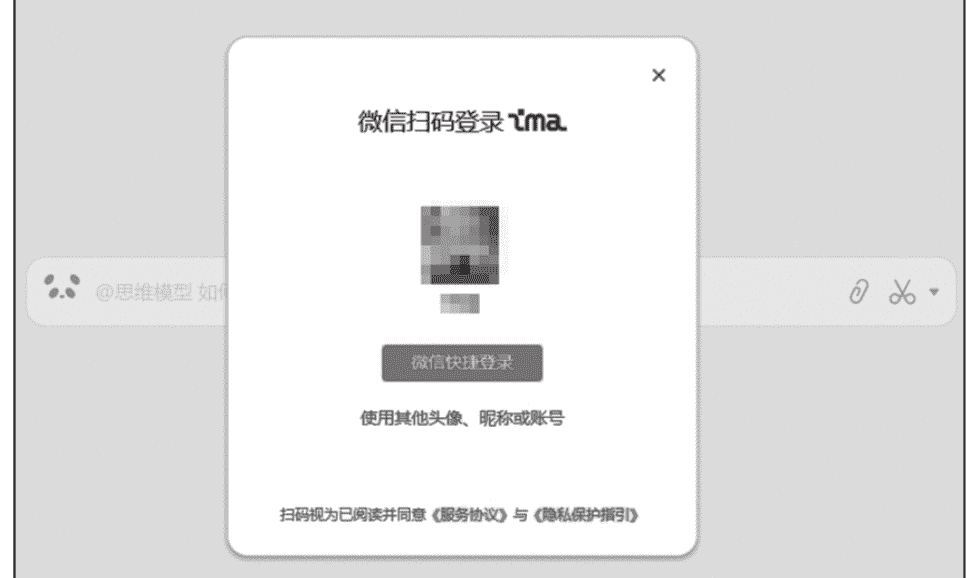 微信扫码登录 ima.
@思维模型 如
微信快捷登录
使用其他头像、昵称或账号
扫码视为已阅读并同意《服务协议》与《隐私保护指引》